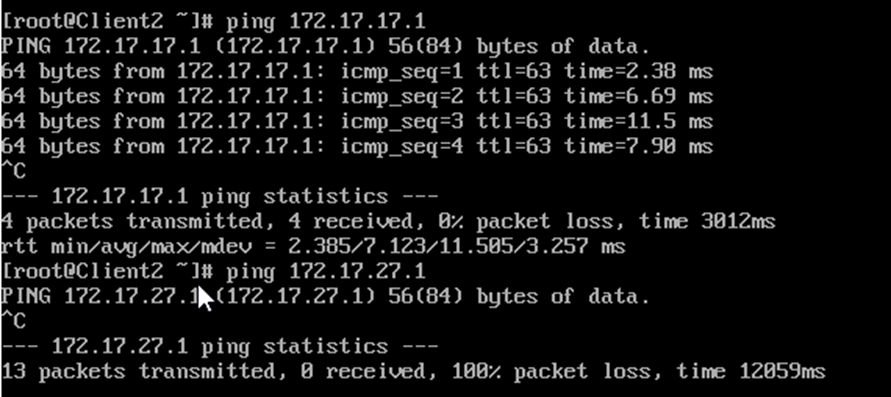 [root@Client2 ~]# ping 172.17.17.1
PING 172.17.17.1 (172.17.17.1) 56(84) bytes of data.
64 bytes from 172.17.17.1: icmp_seq=1 ttl=63 time=2.38 ms
64 bytes from 172.17.17.1: icmp_seq=2 ttl=63 time=6.69 ms
64 bytes from 172.17.17.1: icmp_seq=3 ttl=63 time=11.5 ms
64 bytes from 172.17.17.1: icmp_seq=4 ttl=63 time=7.90 ms
^C
--- 172.17.17.1 ping statistics ---
4 packets transmitted, 4 received, 0% packet loss, time 3012ms
rtt min/avg/max/mdev = 2.385/7.123/11.505/3.257 ms
[root@Client2 ~]# ping 172.17.27.1
PING 172.17.27.1 (172.17.27.1) 56(84) bytes of data.
^C
--- 172.17.27.1 ping statistics ---
13 packets transmitted, 0 received, 100% packet loss, time 12059ms